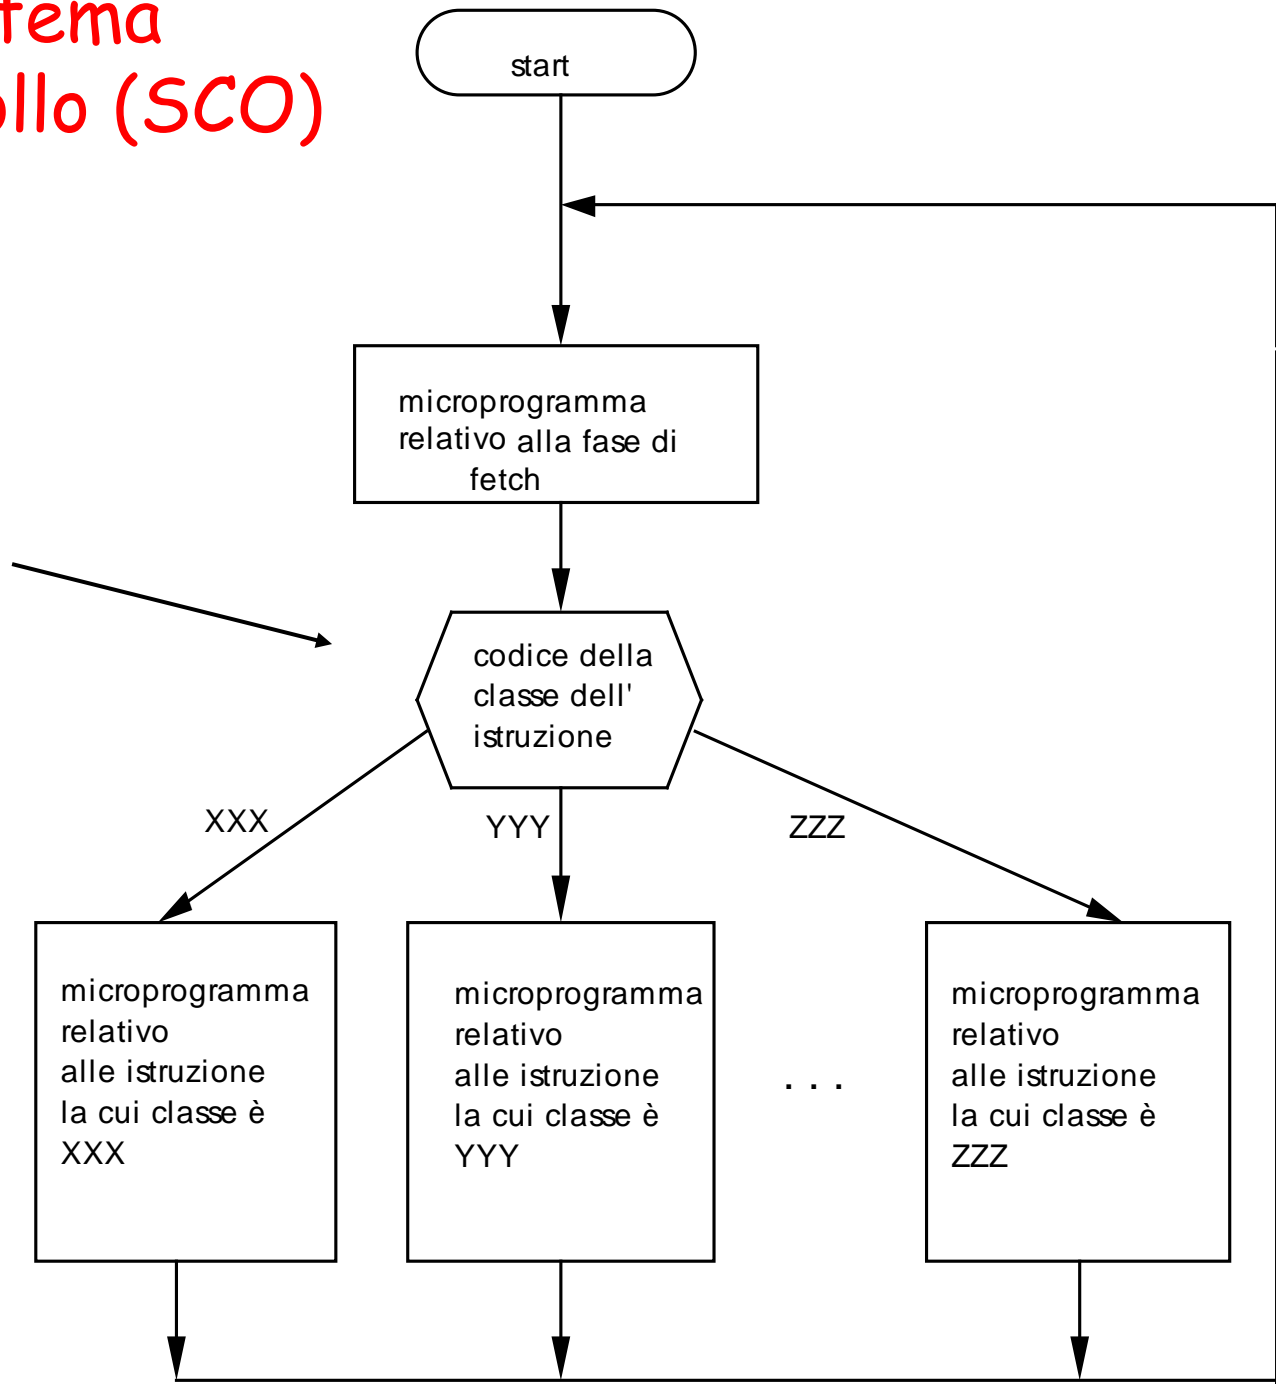 start
microprogramma
relativo alla fase di
fetch
codice della
classe dell'
istruzione
XXX
YYY
ZZZ
microprogramma
relativo
alle istruzione
la cui classe è
XXX
microprogramma
relativo
alle istruzione
la cui classe è
YYY
. . .
microprogramma
relativo
alle istruzione
la cui classe è
ZZZ
(SCO)